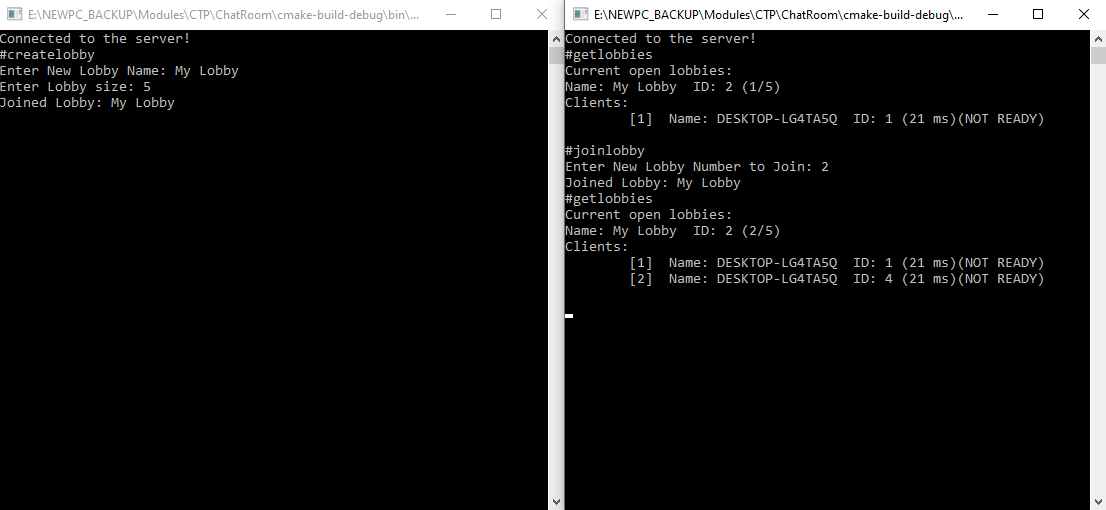 E:\NEWPC_BACKUP\Modules\CTP\ChatRoom\cmake-build-debug\bin\...
Connected to the server!
#createlobby
Enter New Lobby Name: My Lobby
Enter Lobby size: 5
Joined Lobby: My Lobby
E:\NEWPC_BACKUP\Modules\CTP\ChatRoom\cmake-build-debug\...
Connected to the server!
#getlobbies
Current open lobbies:
Name: My Lobby  ID: 2 (1/5)
Clients:
        [1]  Name: DESKTOP-LG4TA5Q  ID: 1 (21 ms)(NOT READY)
#joinlobby
Enter New Lobby Number to Join: 2
Joined Lobby: My Lobby
#getlobbies
Current open lobbies:
Name: My Lobby  ID: 2 (2/5)
Clients:
        [1]  Name: DESKTOP-LG4TA5Q  ID: 1 (21 ms)(NOT READY)
        [2]  Name: DESKTOP-LG4TA5Q  ID: 4 (21 ms)(NOT READY)